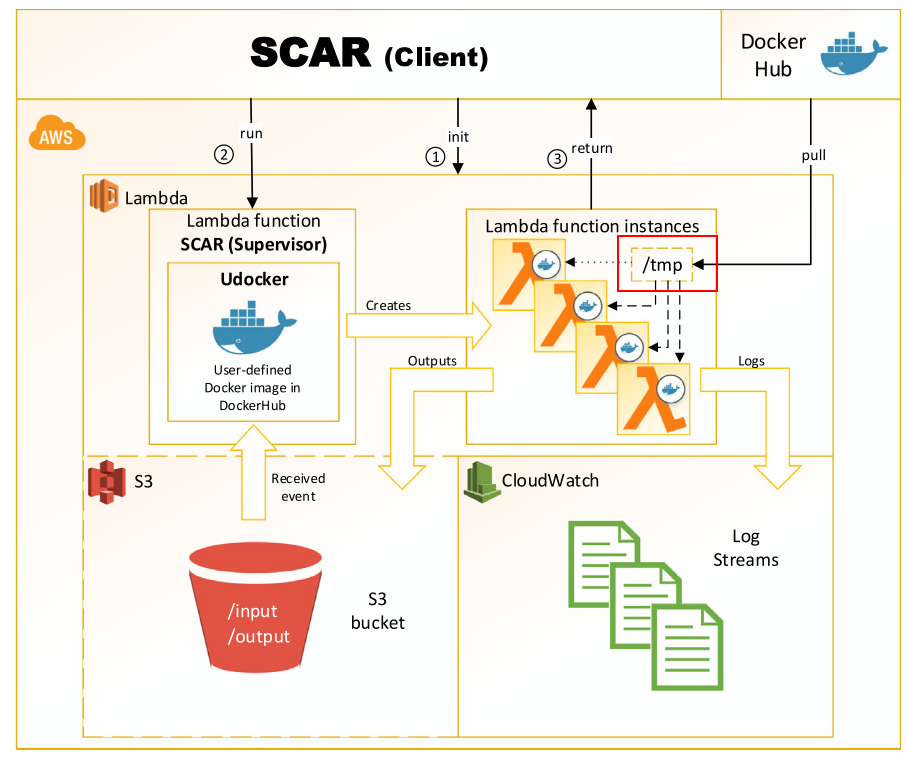 SCAR (Client)
Docker
Hub
AWS
run
②
init
①
return
③
pull
Lambda
Lambda function
SCAR (Supervisor)
Udocker
User-defined
Docker image in
DockerHub
Creates
Lambda function instances
/tmp
Outputs
Logs
S3
Received
event
/input
/output
S3
bucket
CloudWatch
Log
Streams